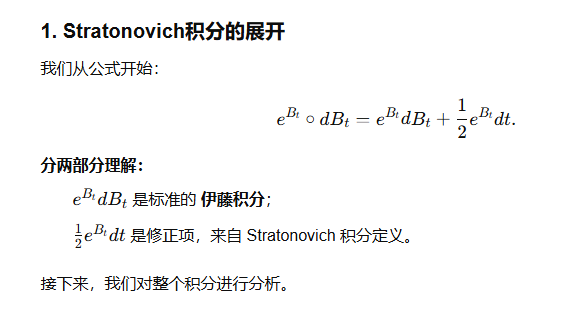 1. Stratonovich积分的展开
我们从公式开始：
$e^{B_t} \circ dB_t = e^{B_t} dB_t + \frac{1}{2} e^{B_t} dt.$
分两部分理解：
$e^{B_t} dB_t$ 是标准的 伊藤积分；
$\frac{1}{2} e^{B_t} dt$ 是修正项，来自 Stratonovich 积分定义。
接下来，我们对整个积分进行分析。